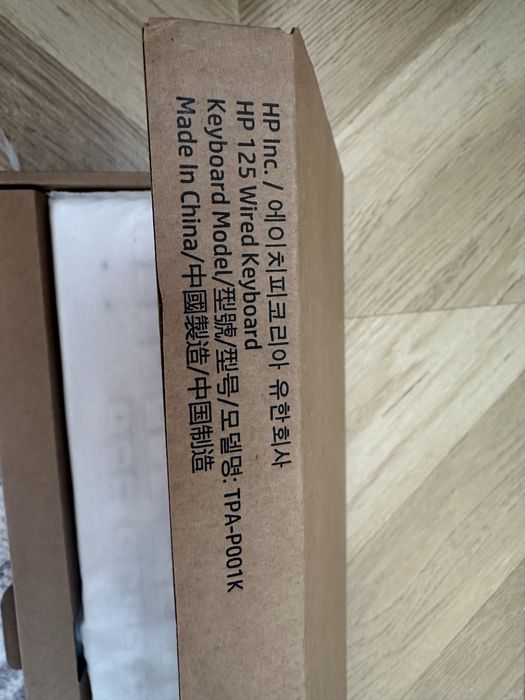 HP Inc. / 에이치피코리아 유한회사
HP 125 Wired Keyboard
Keyboard Model/型號/型号/모델명: TPA-P001K
Made In China/中國製造/中国制造